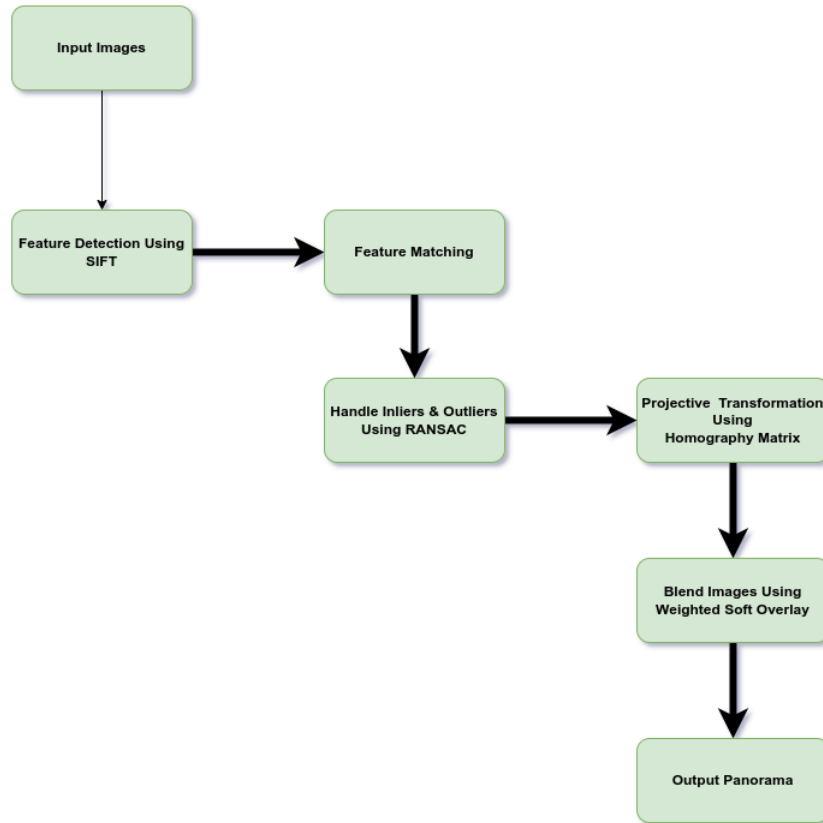 Input Images
Feature Detection Using
SIFT
Feature Matching
Handle Inliers & Outliers
Using RANSAC
Projective Transformation
Using
Homography Matrix
Blend Images Using
Weighted Soft Overlay
Output Panorama